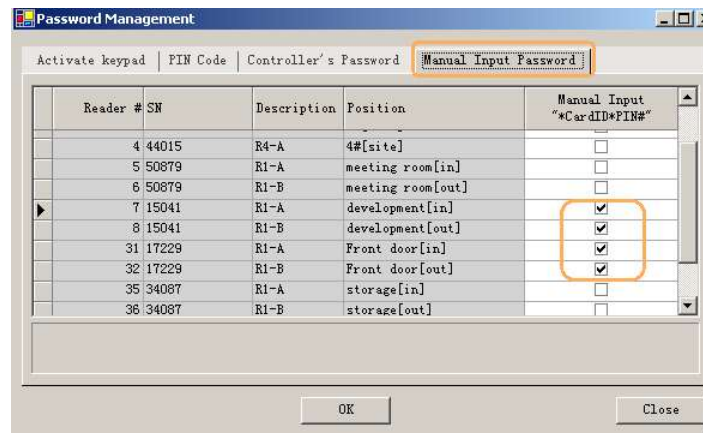 Password Management
Activate keypad PIN Code Controller's Password Manual Input Password
Reader # SN Description Position Manual Input "*CardID*PIN#"
4 44015 R4-A 4#[site]
5 50879 R1-A meeting room[in]
6 50879 R1-B meeting room[out]
7 15041 R1-A development[in]
8 15041 R1-B development[out]
31 17229 R1-A Front door[in]
32 17229 R1-B Front door[out]
35 34087 R1-A storage[in]
36 34087 R1-B storage[out]
OK Close